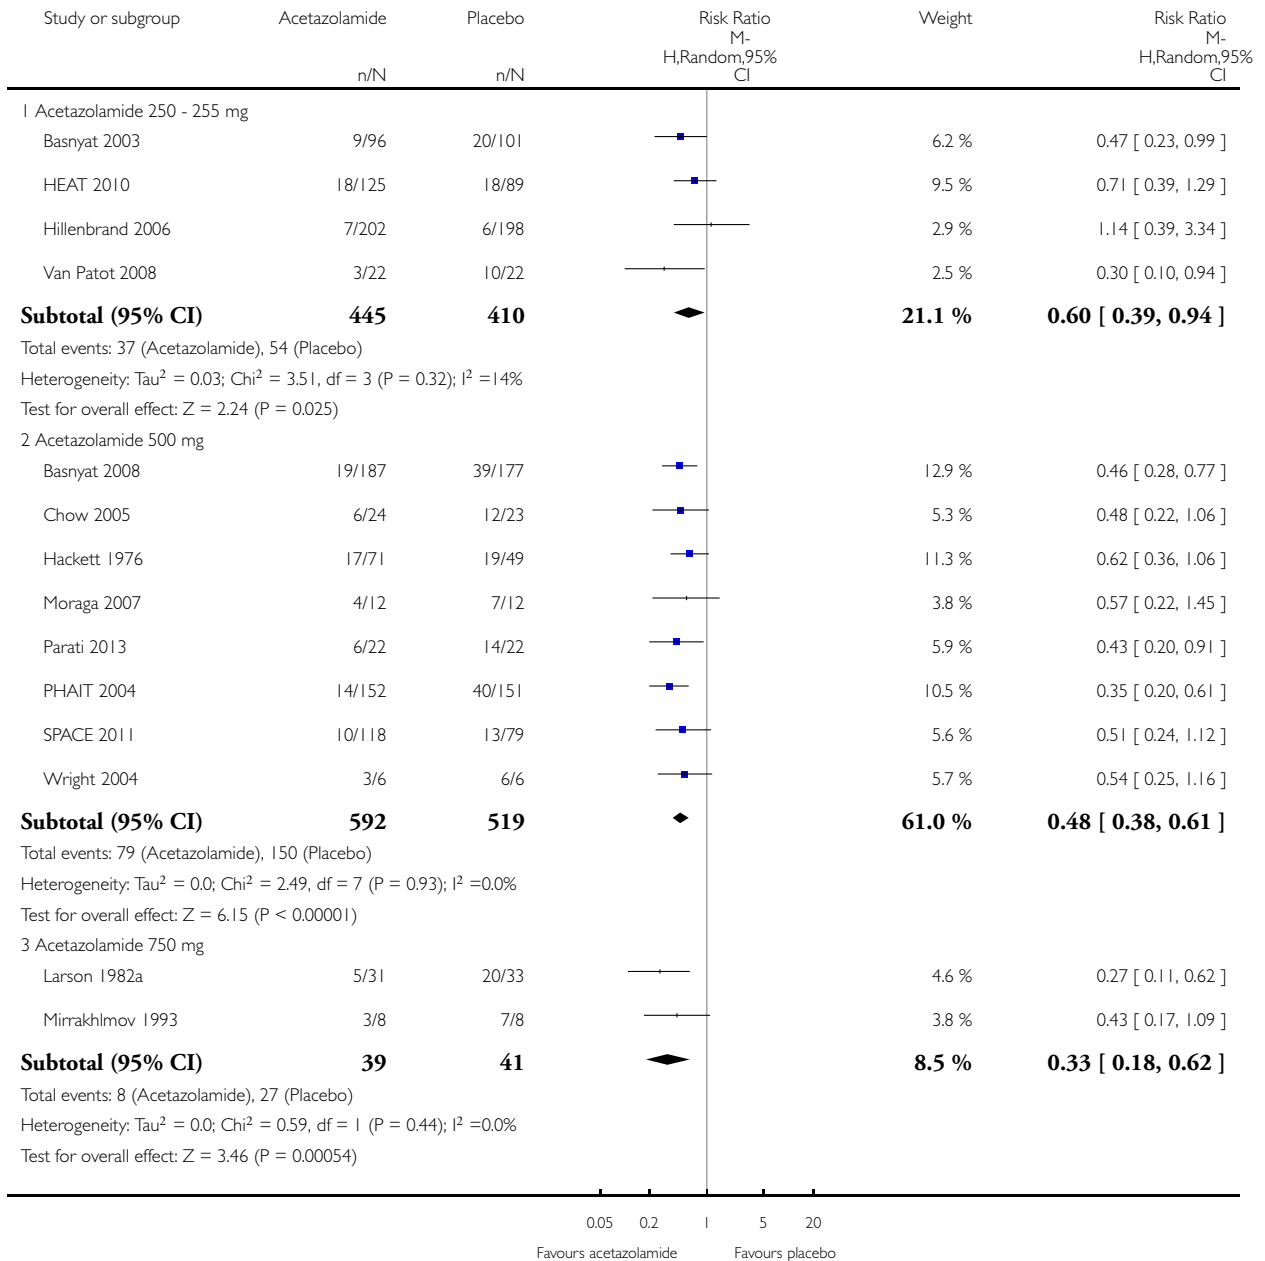 Study or subgroup Acetazolamide Placebo Risk Ratio Weight Risk Ratio
M- M-
H,Random,95% H,Random,95%
n/N n/N CI CI
1 Acetazolamide 250 - 255 mg
Basnyat 2003 9/96 20/101 6.2 % 0.47 [ 0.23, 0.99 ]
HEAT 2010 18/125 18/89 9.5 % 0.71 [ 0.39, 1.29 ]
Hillenbrand 2006 7/202 6/198 2.9 % 1.14 [ 0.39, 3.34 ]
Van Patot 2008 3/22 10/22 2.5 % 0.30 [ 0.10, 0.94 ]
Subtotal (95% CI) 445 410 21.1 % 0.60 [ 0.39, 0.94 ]
Total events: 37 (Acetazolamide), 54 (Placebo)
Heterogeneity: Tau² = 0.03; Chi² = 3.51, df = 3 (P = 0.32); I² =14%
Test for overall effect: Z = 2.24 (P = 0.025)
2 Acetazolamide 500 mg
Basnyat 2008 19/187 39/177 12.9 % 0.46 [ 0.28, 0.77 ]
Chow 2005 6/24 12/23 5.3 % 0.48 [ 0.22, 1.06 ]
Hackett 1976 17/71 19/49 11.3 % 0.62 [ 0.36, 1.06 ]
Moraga 2007 4/12 7/12 3.8 % 0.57 [ 0.22, 1.45 ]
Parati 2013 6/22 14/22 5.9 % 0.43 [ 0.20, 0.91 ]
PHAIT 2004 14/152 40/151 10.5 % 0.35 [ 0.20, 0.61 ]
SPACE 2011 10/118 13/79 5.6 % 0.51 [ 0.24, 1.12 ]
Wright 2004 3/6 6/6 5.7 % 0.54 [ 0.25, 1.16 ]
Subtotal (95% CI) 592 519 61.0 % 0.48 [ 0.38, 0.61 ]
Total events: 79 (Acetazolamide), 150 (Placebo)
Heterogeneity: Tau² = 0.0; Chi² = 2.49, df = 7 (P = 0.93); I² =0.0%
Test for overall effect: Z = 6.15 (P < 0.00001)
3 Acetazolamide 750 mg
Larson 1982a 5/31 20/33 4.6 % 0.27 [ 0.11, 0.62 ]
Mirrakhlmov 1993 3/8 7/8 3.8 % 0.43 [ 0.17, 1.09 ]
Subtotal (95% CI) 39 41 8.5 % 0.33 [ 0.18, 0.62 ]
Total events: 8 (Acetazolamide), 27 (Placebo)
Heterogeneity: Tau² = 0.0; Chi² = 0.59, df = 1 (P = 0.44); I² =0.0%
Test for overall effect: Z = 3.46 (P = 0.00054)
0.05 0.2 1 5 20
Favours acetazolamide Favours placebo